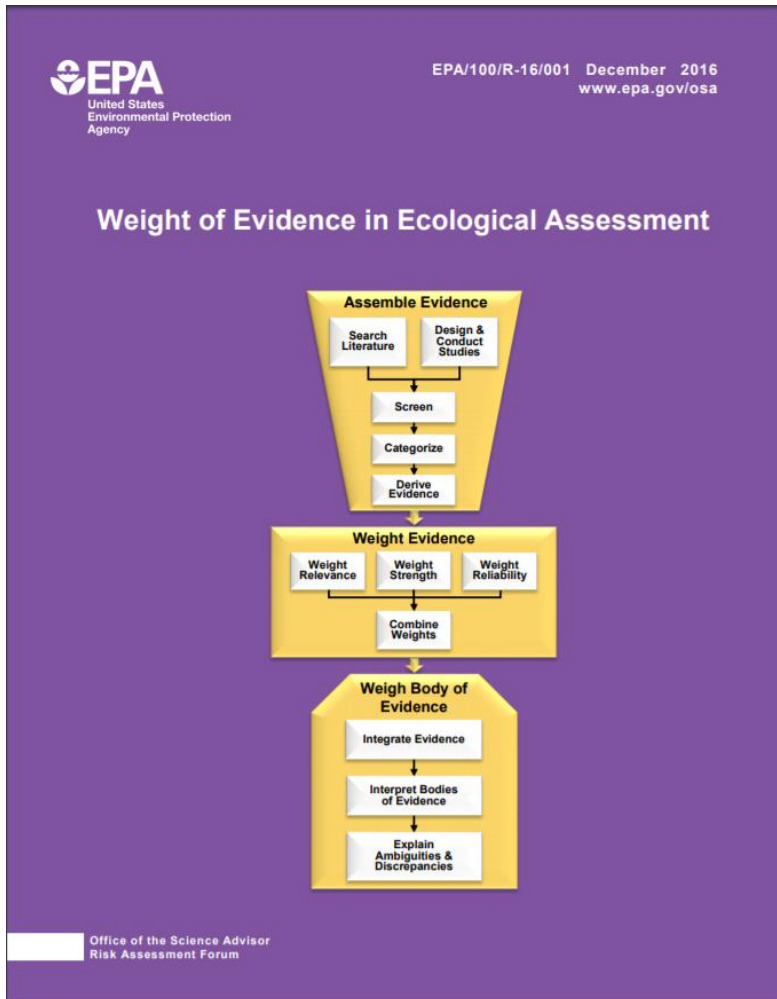 EPA
United States
Environmental Protection
Agency
EPA/100/R-16/001 December 2016
www.epa.gov/osa
Weight of Evidence in Ecological Assessment
Assemble Evidence
Search
Literature
Design &
Conduct
Studies
Screen
Categorize
Derive
Evidence
Weight Evidence
Weight
Relevance
Weight
Strength
Weight
Reliability
Combine
Weights
Weigh Body of
Evidence
Integrate Evidence
Interpret Bodies
of Evidence
Explain
Ambiguities &
Discrepancies
Office of the Science Advisor
Risk Assessment Forum